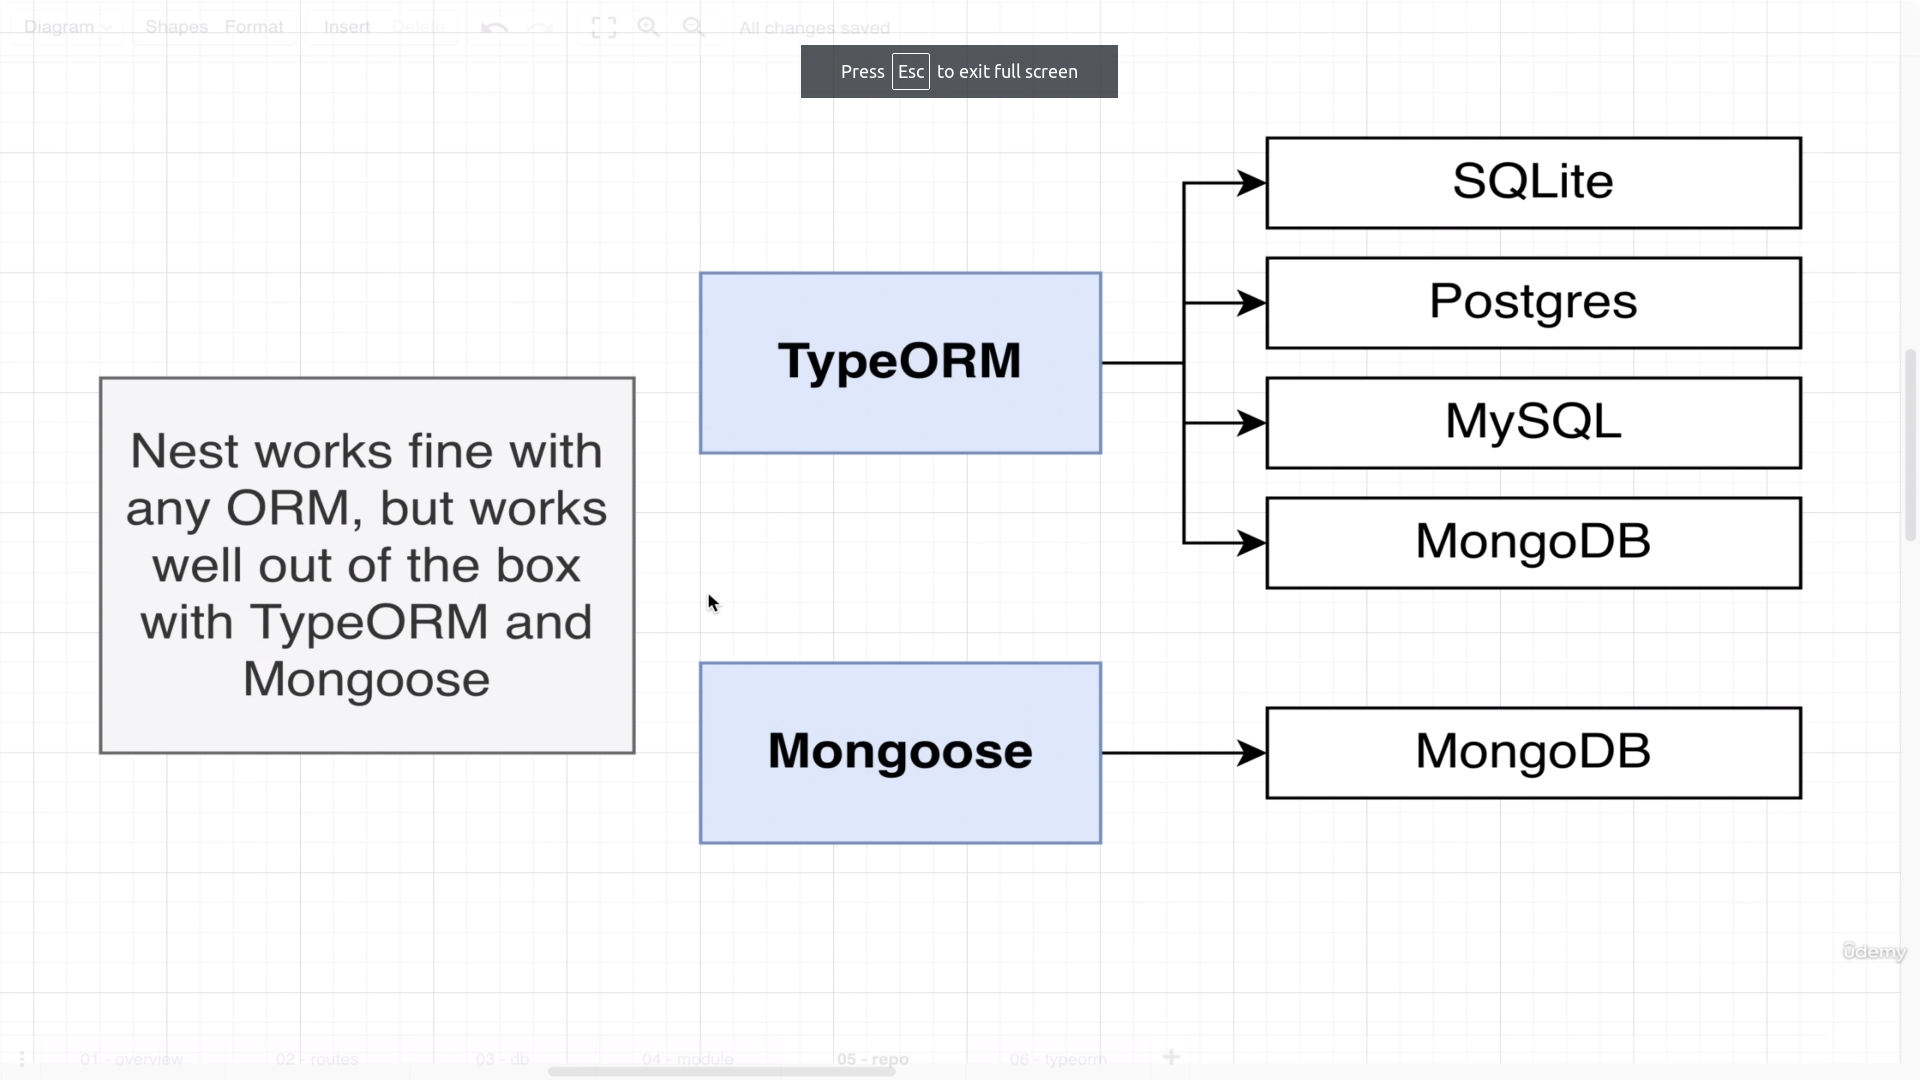 Diagram Shapes Format Insert Delete All changes saved
Press Esc to exit full screen
Nest works fine with
any ORM, but works
well out of the box
with TypeORM and
Mongoose
TypeORM
SQLite
Postgres
MySQL
MongoDB
Mongoose
MongoDB
ûdemy
01 - overview 02 - routes 03 - db 04 - module 05 - repo 06 - typeorm